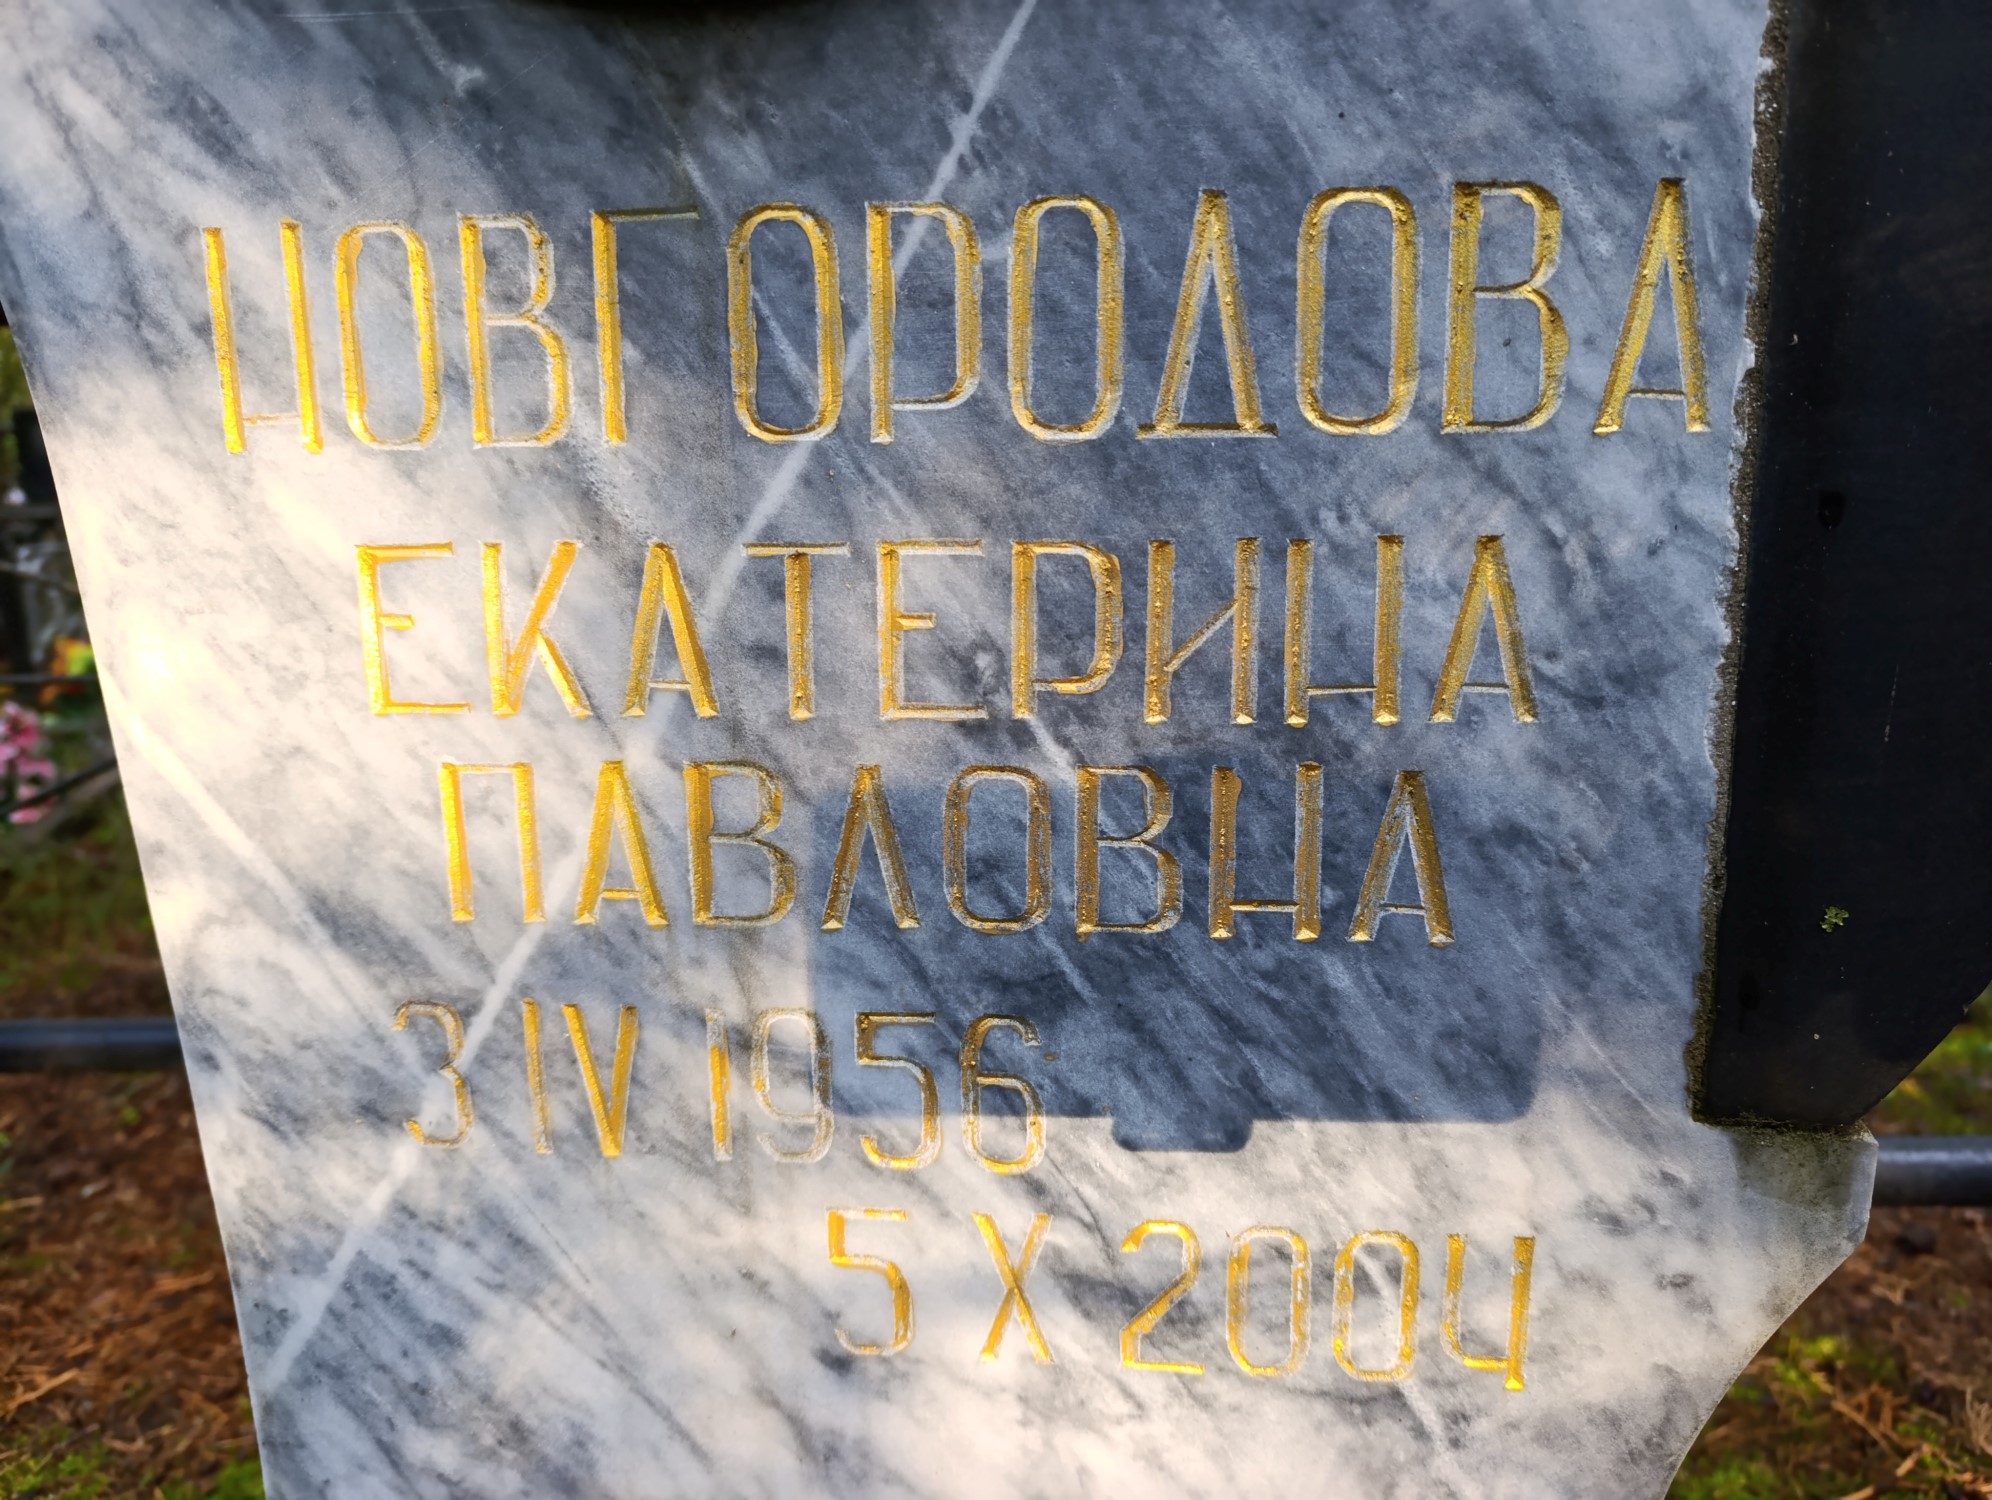 НОВГОРОДОВА
ЕКАТЕРИНА
ПАВЛОВНА
3 IV 1956
5 X 2004